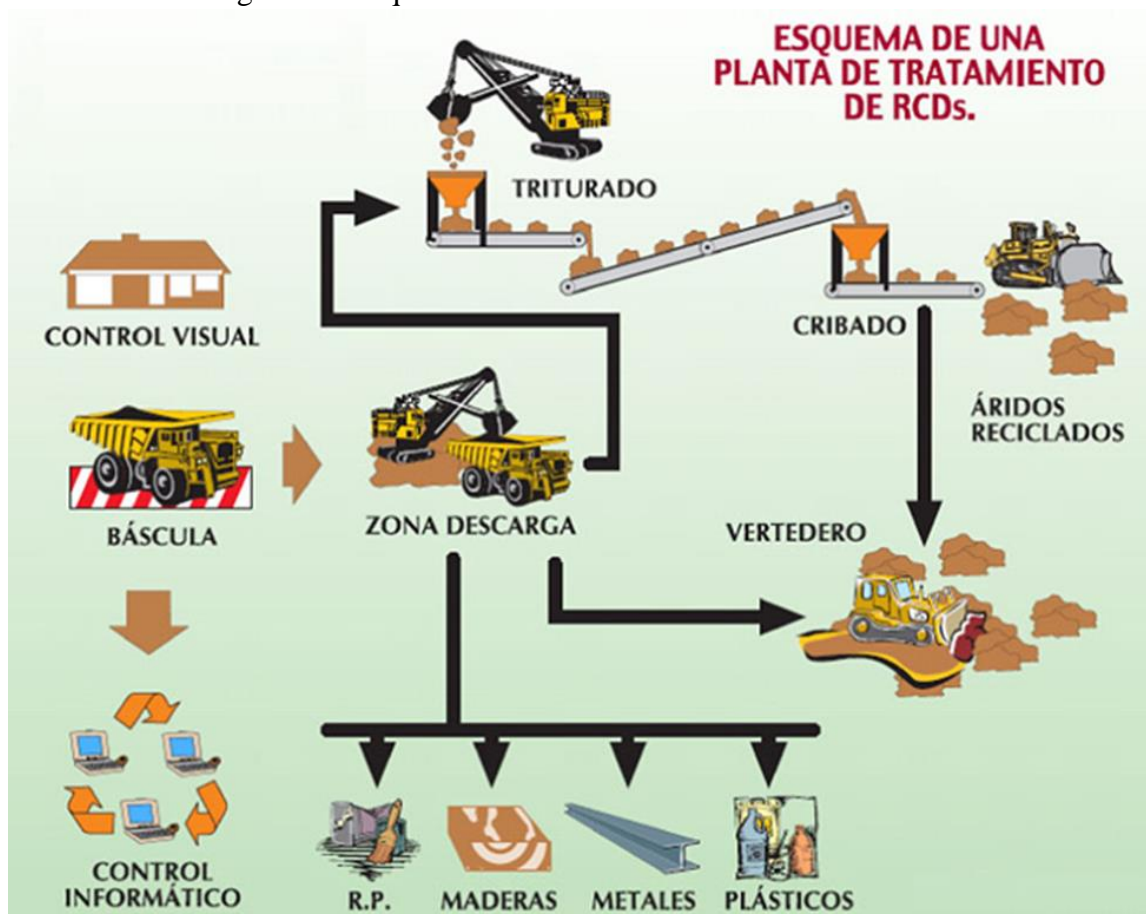 ESQUEMA DE UNA
PLANTA DE TRATAMIENTO
DE RCDs.
TRITURADO
CONTROL VISUAL
CRIBADO
ÁRIDOS
RECICLADOS
BÁSCULA
ZONA DESCARGA
VERTEDERO
CONTROL
INFORMÁTICO
R.P.
MADERAS
METALES
PLÁSTICOS